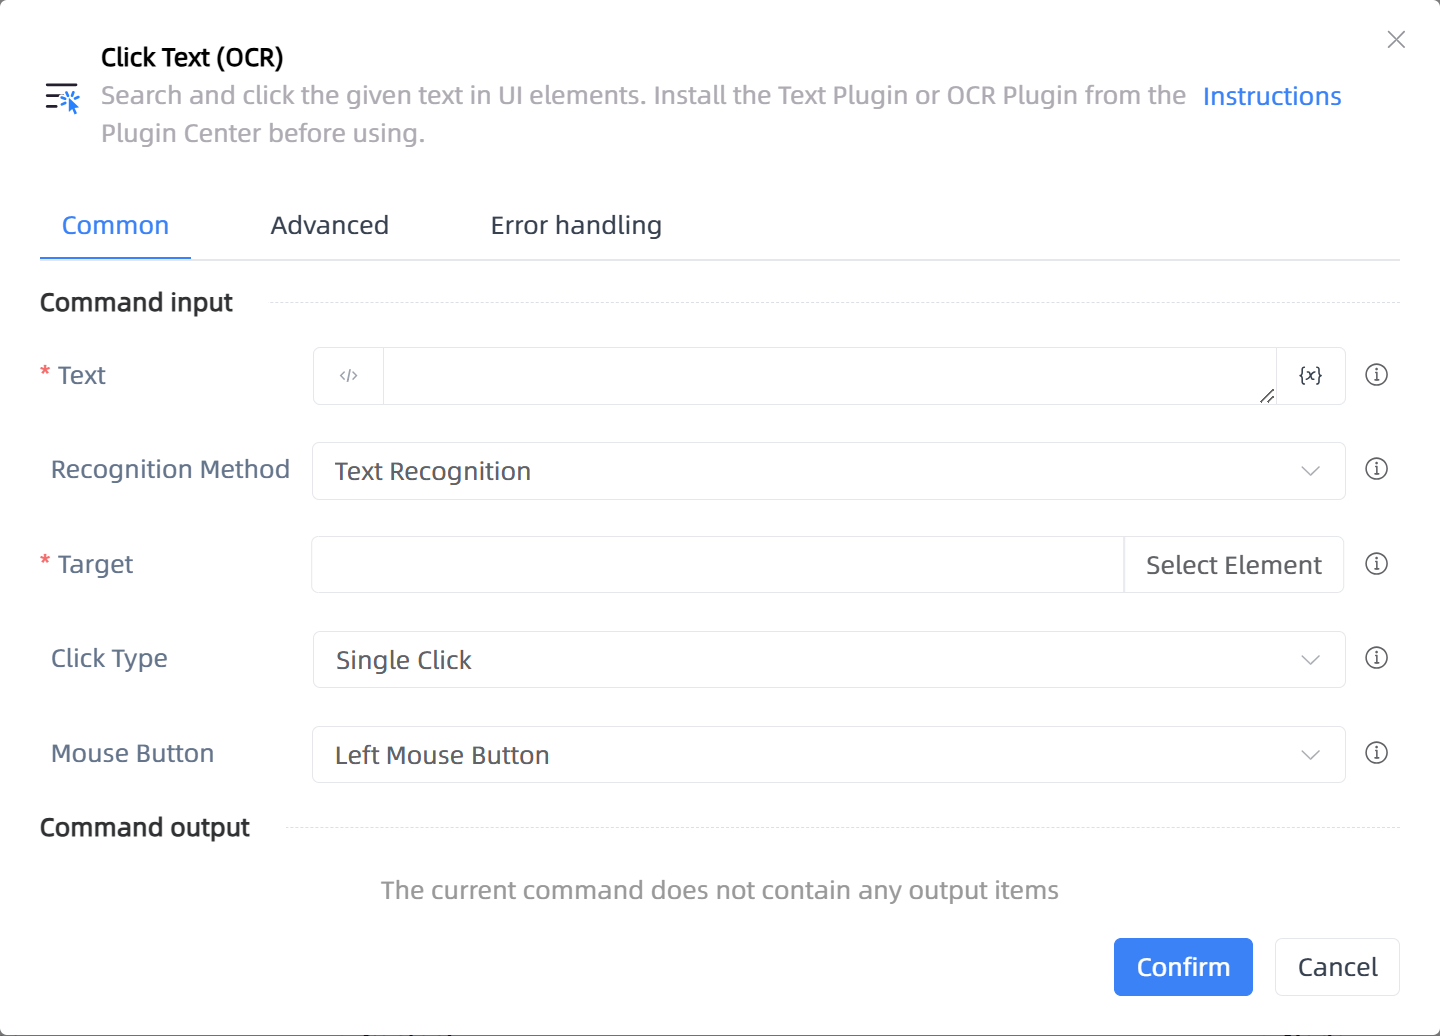 Click Text (OCR)
Search and click the given text in UI elements. Install the Text Plugin or OCR Plugin from the Instructions
Plugin Center before using.
Common Advanced Error handling
Command input
* Text </> {x}
Recognition Method Text Recognition
* Target Select Element
Click Type Single Click
Mouse Button Left Mouse Button
Command output
The current command does not contain any output items
Confirm Cancel